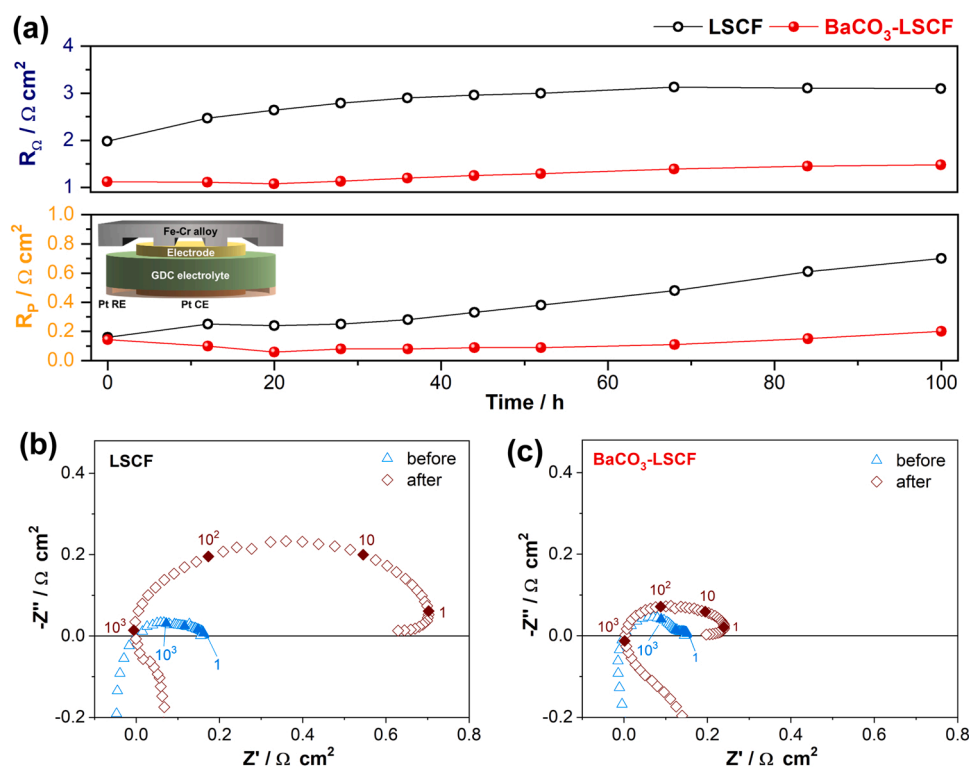 (a)
LSCF
BaCO₃-LSCF
4
3
2
1
R_Ω / Ω cm²
1.0
0.8
0.6
0.4
0.2
0.0
R_P / Ω cm²
Fe-Cr alloy
Electrode
GDC electrolyte
Pt RE
Pt CE
0 20 40 60 80 100
Time / h
(b)
LSCF
before
after
0.4
0.2
0.0
-0.2
-Z'' / Ω cm²
10²
10
10³
1
10³
1
0.0 0.2 0.4 0.6 0.8
Z' / Ω cm²
(c)
BaCO₃-LSCF
before
after
0.4
0.2
0.0
-0.2
-Z'' / Ω cm²
10²
10
10³
1
10³
1
0.0 0.2 0.4 0.6 0.8
Z' / Ω cm²